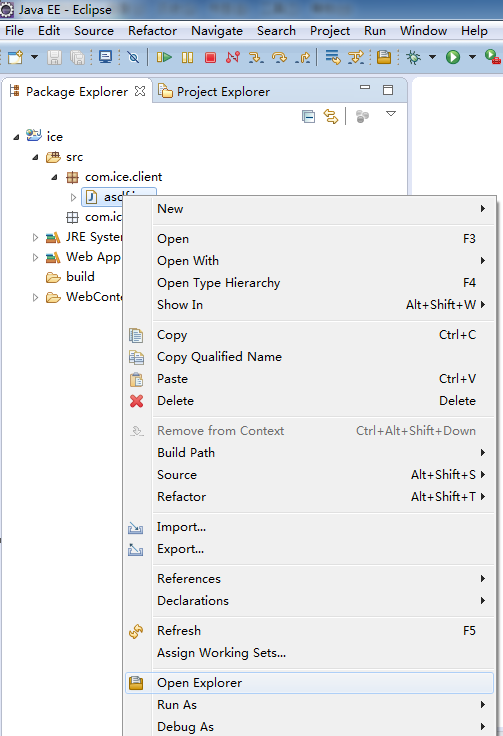 Java EE - Eclipse
File Edit Source Refactor Navigate Search Project Run Window Help
Package Explorer Project Explorer
ice
src
com.ice.client
New
Open F3
Open With
Open Type Hierarchy F4
Show In Alt+Shift+W
Copy Ctrl+C
Copy Qualified Name
Paste Ctrl+V
Delete Delete
Remove from Context Ctrl+Alt+Shift+Down
Build Path
Source Alt+Shift+S
Refactor Alt+Shift+T
Import...
Export...
References
Declarations
Refresh F5
Assign Working Sets...
Open Explorer
Run As
Debug As
com.ic
JRE Syste
Web App
build
WebConte